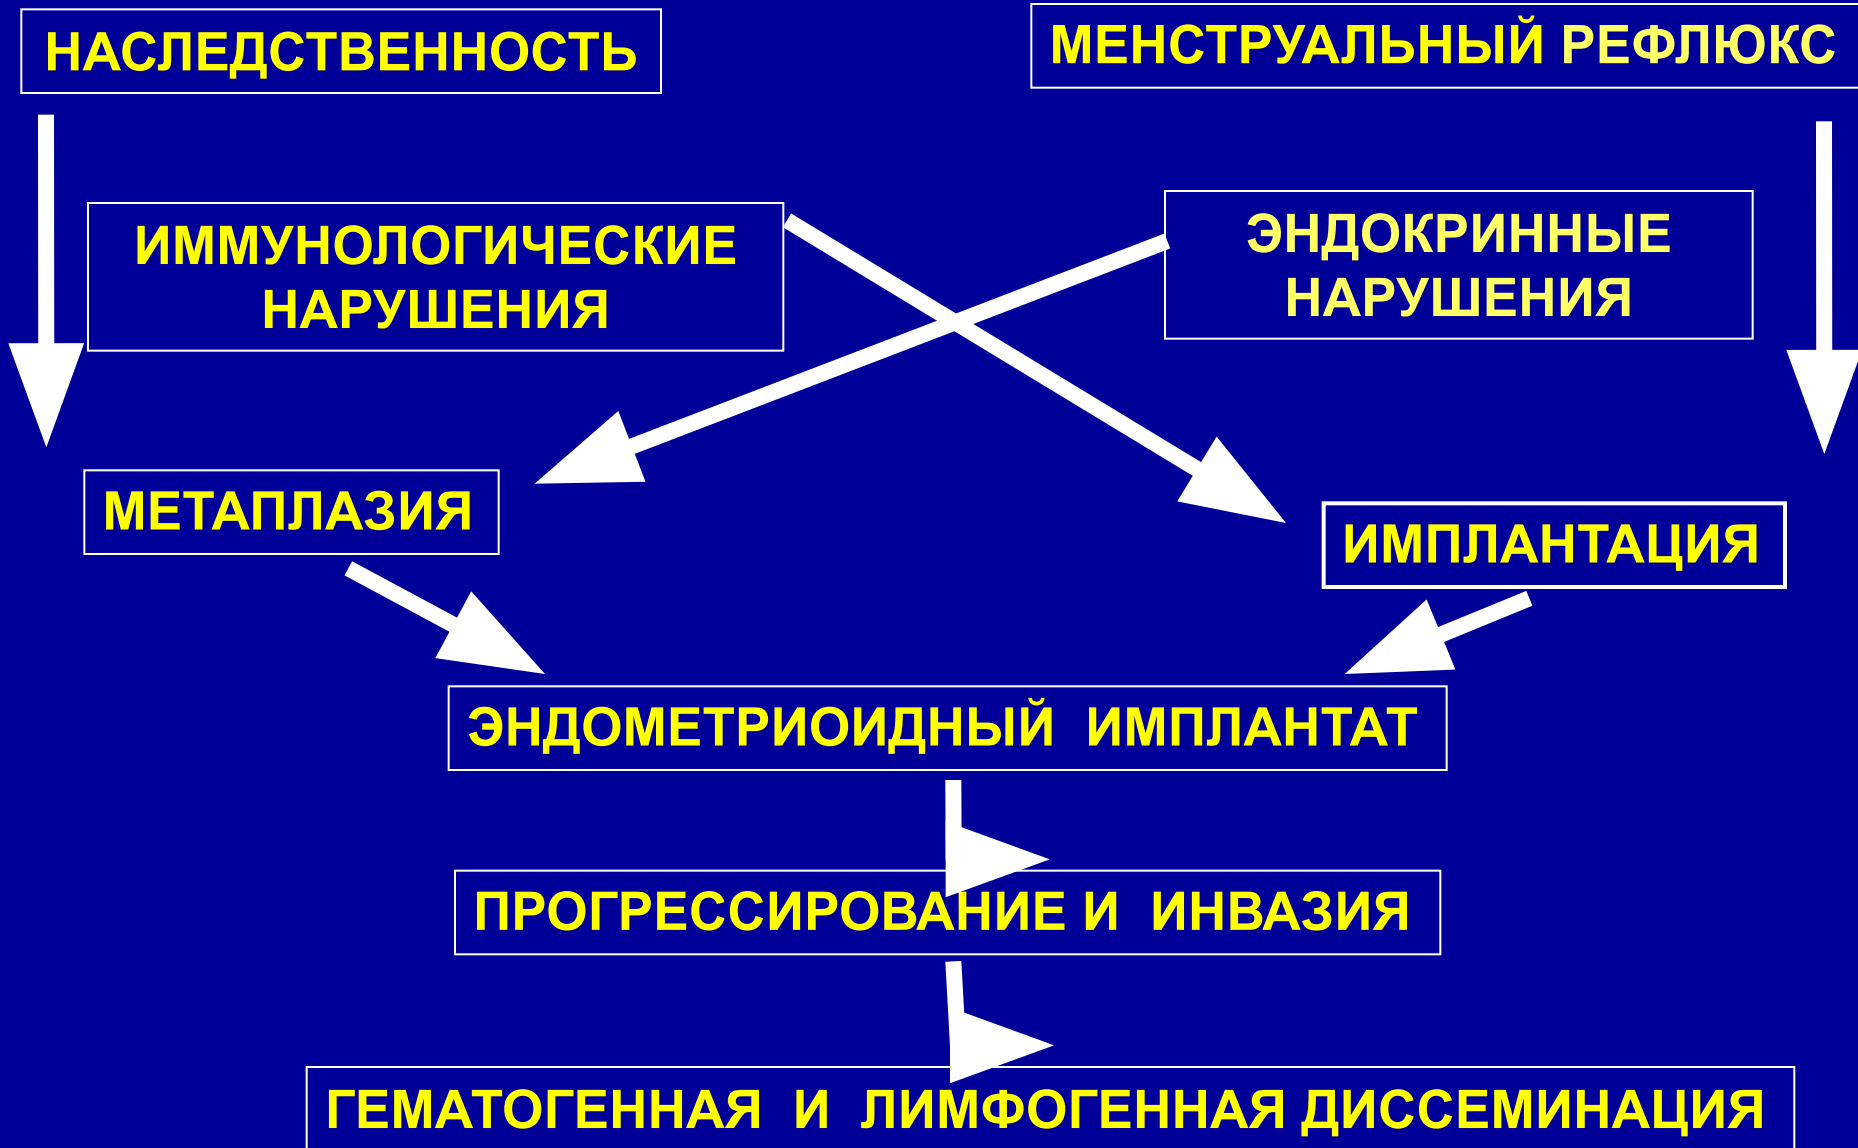 НАСЛЕДСТВЕННОСТЬ
МЕНСТРУАЛЬНЫЙ РЕФЛЮКС
ИММУНОЛОГИЧЕСКИЕ
НАРУШЕНИЯ
ЭНДОКРИННЫЕ
НАРУШЕНИЯ
МЕТАПЛАЗИЯ
ИМПЛАНТАЦИЯ
ЭНДОМЕТРИОИДНЫЙ ИМПЛАНТАТ
ПРОГРЕССИРОВАНИЕ И ИНВАЗИЯ
ГЕМАТОГЕННАЯ И ЛИМФОГЕННАЯ ДИССЕМИНАЦИЯ